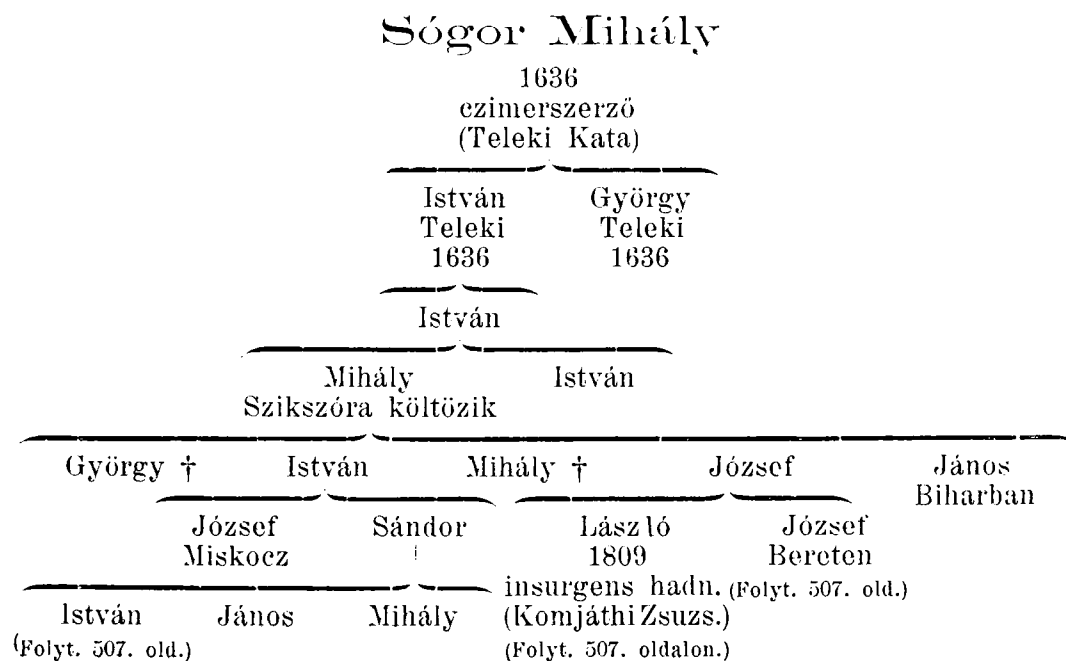 Sógor Mihály
1636
czimerszerző
(Teleki Kata)
István György
Teleki Teleki
1636 1636
István
Mihály István
Szikszóra költözik
György † István Mihály † József János
Biharban
József Sándor László József
Miskocz 1809 Bereten
insurgens hadn. (Folyt. 507. old.)
István János Mihály (Komjáthi Zsuzs.)
(Folyt. 507. old.) (Folyt. 507. oldalon.)